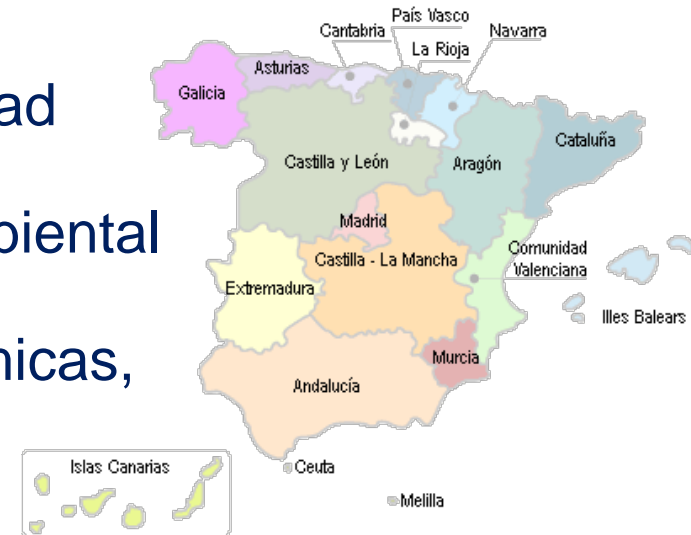 ad
biental
nicas,
País Vasco
Cantabria
Navarra
La Rioja
Asturias
Galicia
Cataluña
Castilla y León
Aragón
Madrid
Comunidad
Valenciana
Castilla - La Mancha
Extremadura
Illes Balears
Murcia
Andalucía
Islas Canarias
Ceuta
Melilla